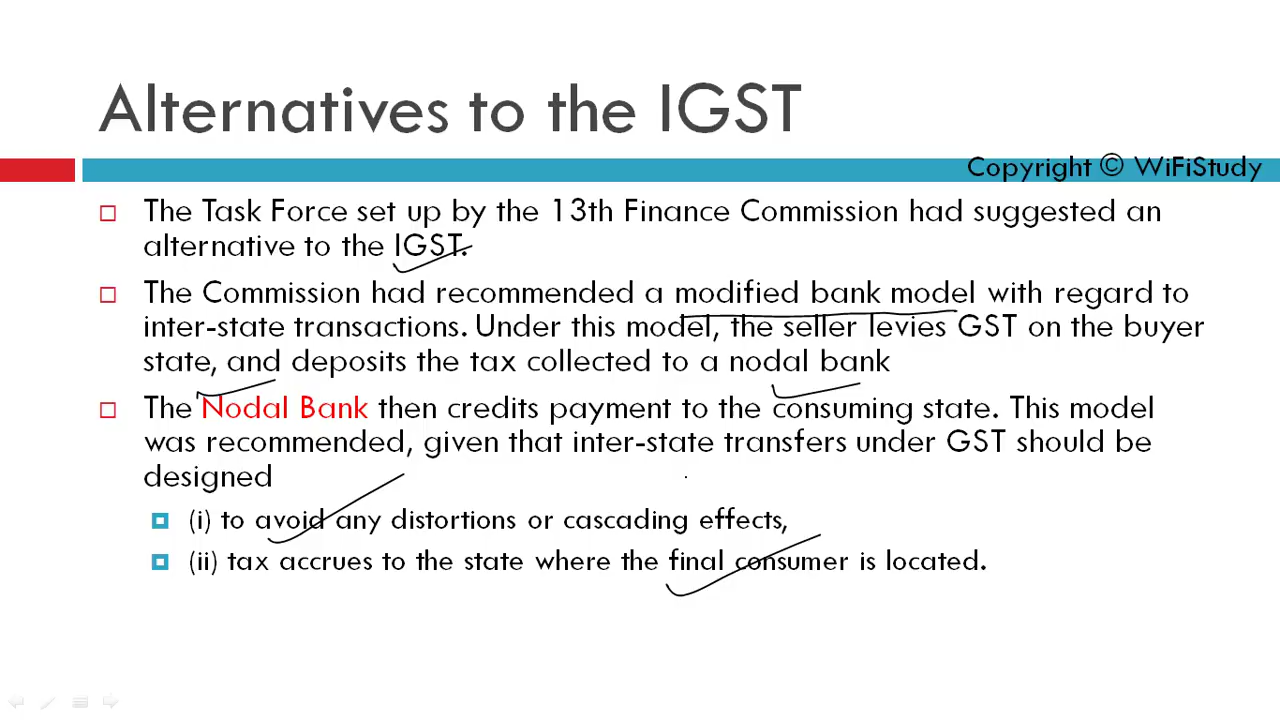 Alternatives to the IGST
Copyright © WiFiStudy
The Task Force set up by the 13th Finance Commission had suggested an
alternative to the IGST.
The Commission had recommended a modified bank model with regard to
inter-state transactions. Under this model, the seller levies GST on the buyer
state, and deposits the tax collected to a nodal bank
The Nodal Bank then credits payment to the consuming state. This model
was recommended, given that inter-state transfers under GST should be
designed
(i) to avoid any distortions or cascading effects,
(ii) tax accrues to the state where the final consumer is located.